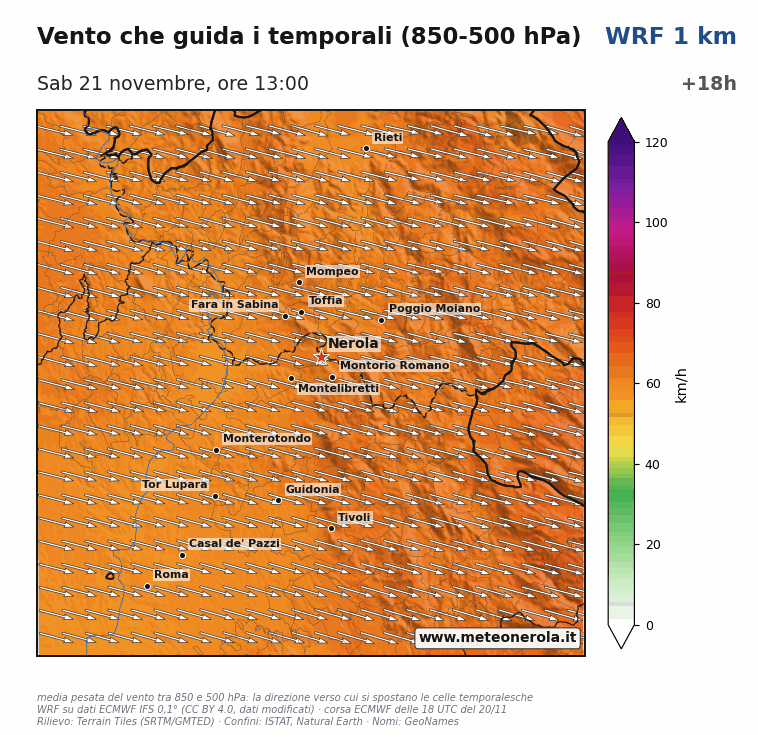 Vento che guida i temporali (850-500 hPa) WRF 1 km
Sab 21 novembre, ore 13:00 +18h
Rieti
Mompeo
Fara in Sabina Toffia
Poggio Moiano
Nerola
Montorio Romano
Montelibretti
Monterotondo
Tor Lupara
Guidonia
Tivoli
Casal de' Pazzi
Roma
www.meteonerola.it
120
100
80
60
40
20
0
km/h
media pesata del vento tra 850 e 500 hPa: la direzione verso cui si spostano le celle temporalesche
WRF su dati ECMWF IFS 0,1° (CC BY 4.0, dati modificati) · corsa ECMWF delle 18 UTC del 20/11
Rilievo: Terrain Tiles (SRTM/GMTED) · Confini: ISTAT, Natural Earth · Nomi: GeoNames